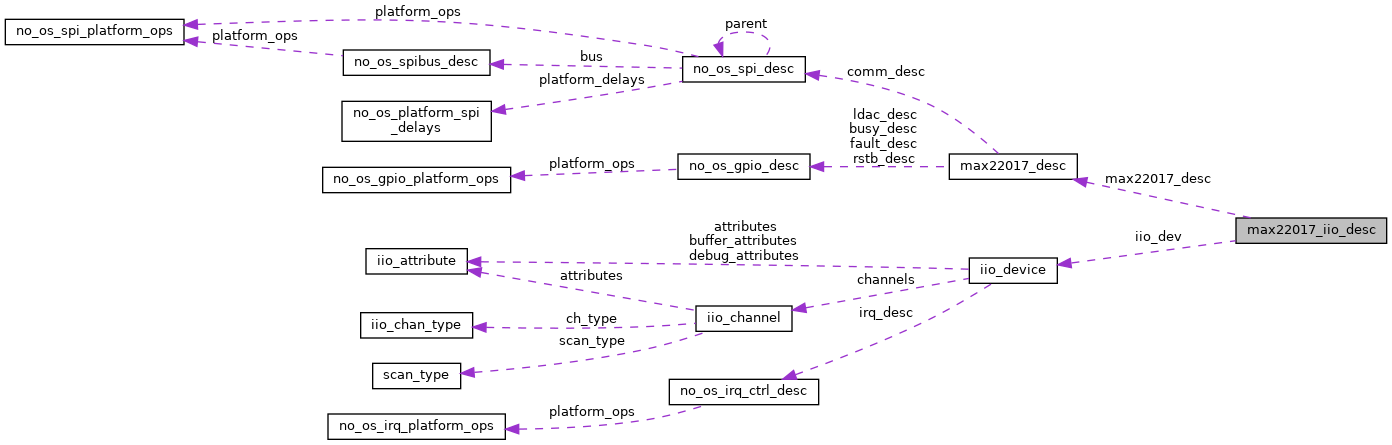 platform_ops
parent
no_os_spi_platform_ops
platform_ops
no_os_spibus_desc
bus
no_os_spi_desc
comm_desc
platform_delays
no_os_platform_spi
_delays
ldac_desc
busy_desc
fault_desc
rstb_desc
platform_ops
no_os_gpio_desc
max22017_desc
no_os_gpio_platform_ops
max22017_desc
max22017_iio_desc
iio_dev
attributes
buffer_attributes
debug_attributes
iio_attribute
iio_device
attributes
channels
iio_chan_type
ch_type
iio_channel
irq_desc
scan_type
scan_type
no_os_irq_ctrl_desc
platform_ops
no_os_irq_platform_ops